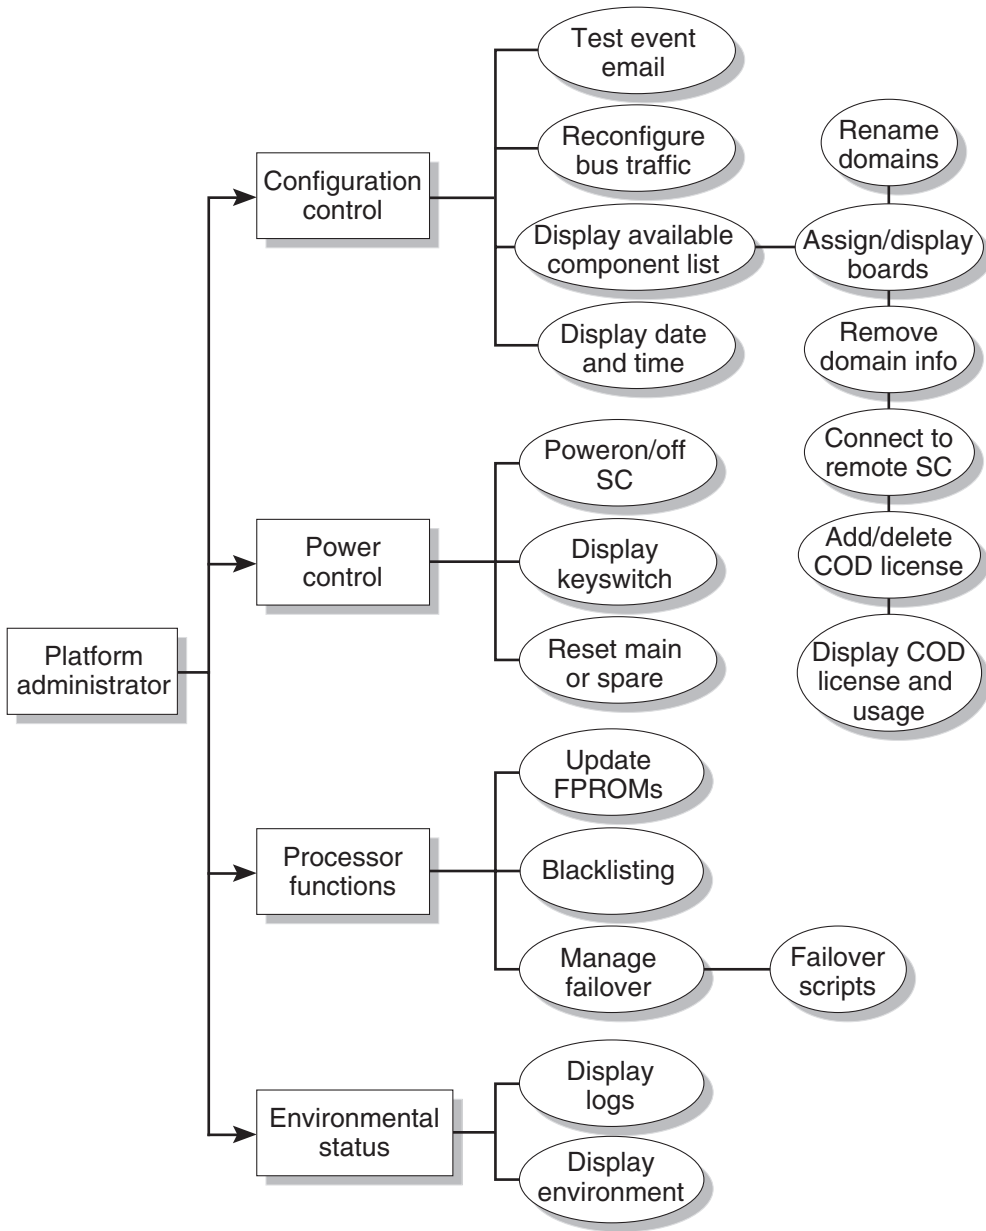 Test event
email
Reconfigure
bus traffic
Rename
domains
Configuration
control
Display available
component list
Assign/display
boards
Display date
and time
Remove
domain info
Poweron/off
SC
Connect to
remote SC
Power
control
Display
keyswitch
Add/delete
COD license
Platform
administrator
Reset main
or spare
Display COD
license and
usage
Update
FPROMs
Processor
functions
Blacklisting
Manage
failover
Failover
scripts
Display
logs
Environmental
status
Display
environment